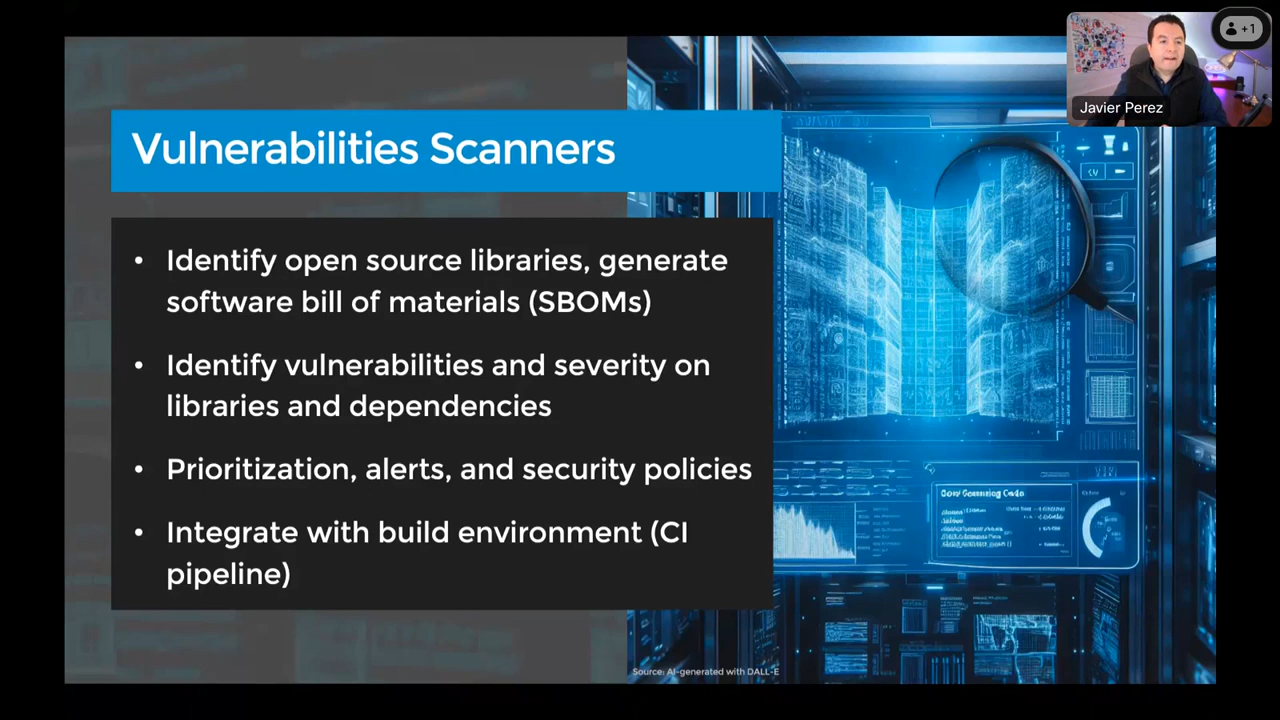 Vulnerabilities Scanners
• Identify open source libraries, generate
software bill of materials (SBOMs)
• Identify vulnerabilities and severity on
libraries and dependencies
• Prioritization, alerts, and security policies
• Integrate with build environment (CI
pipeline)
Source: AI-generated with DALL-E
Javier Perez
+1